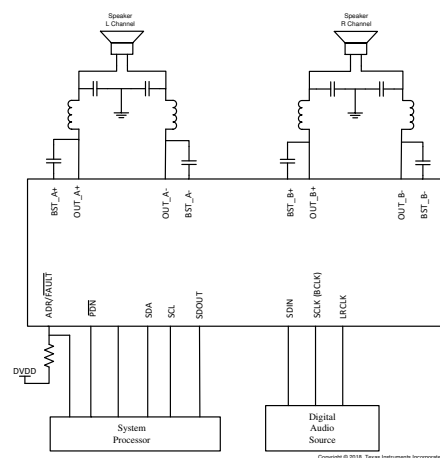 Speaker
L Channel
Speaker
R Channel
BST_A+
OUT_A+
OUT_A-
BST_A-
BST_B+
OUT_B+
OUT_B-
BST_B-
ADR/FAULT
PDN
SDA
SCL
SDOUT
SDIN
SCLK (BCLK)
LRCLK
DVDD
System
Processor
Digital
Audio
Source
Copyright © 2018, Texas Instruments Incorporated